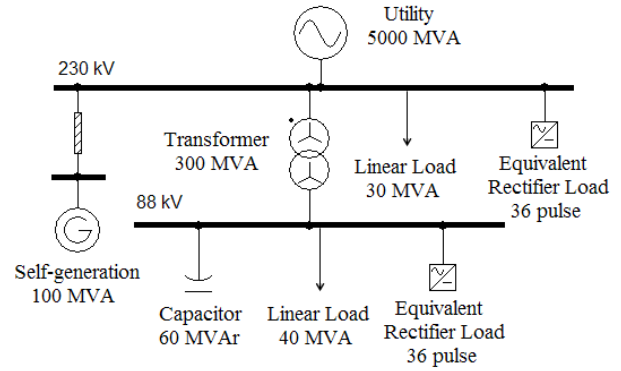 Utility
5000 MVA
230 kV
Transformer
300 MVA
Linear Load
30 MVA
Equivalent
Rectifier Load
36 pulse
88 kV
G
Self-generation
100 MVA
Capacitor
60 MVAr
Linear Load
40 MVA
Equivalent
Rectifier Load
36 pulse